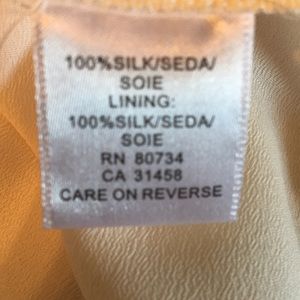 100%SILK/SEDA/
SOIE
LINING:
100%SILK/SEDA/
SOIE
RN 80734
CA 31458
CARE ON REVERSE